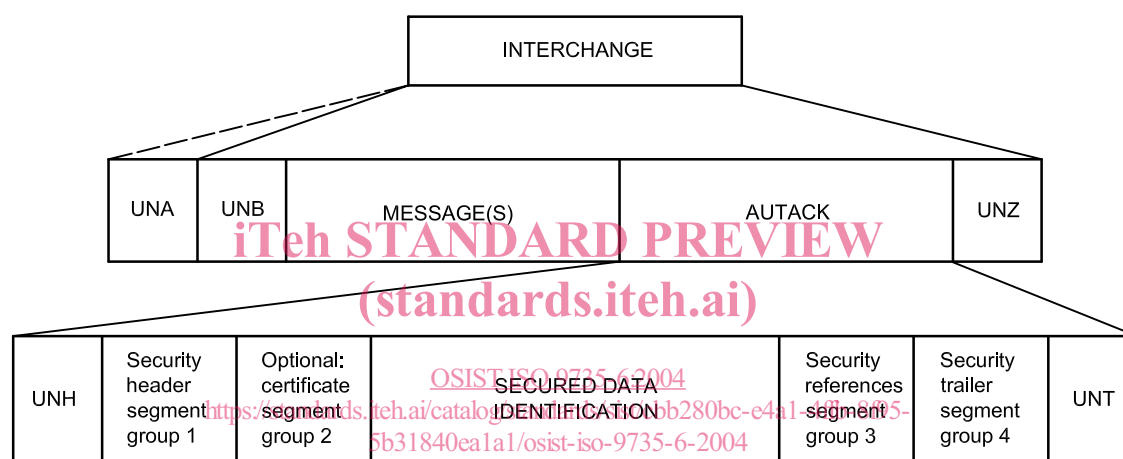 INTERCHANGE
UNA
UNB
MESSAGE(S)
AUTACK
UNZ
iTeh STANDARD PREVIEW
(standards.iteh.ai)
UNH
Security
header
segment
group 1
Optional:
certificate
segment
group 2
OSIST ISO 9735-6:2004
SECURED DATA
IDENTIFICATION
Security
references
segment
group 3
Security
trailer
segment
group 4
UNT
5b31840ea1a1/osist-iso-9735-6-2004